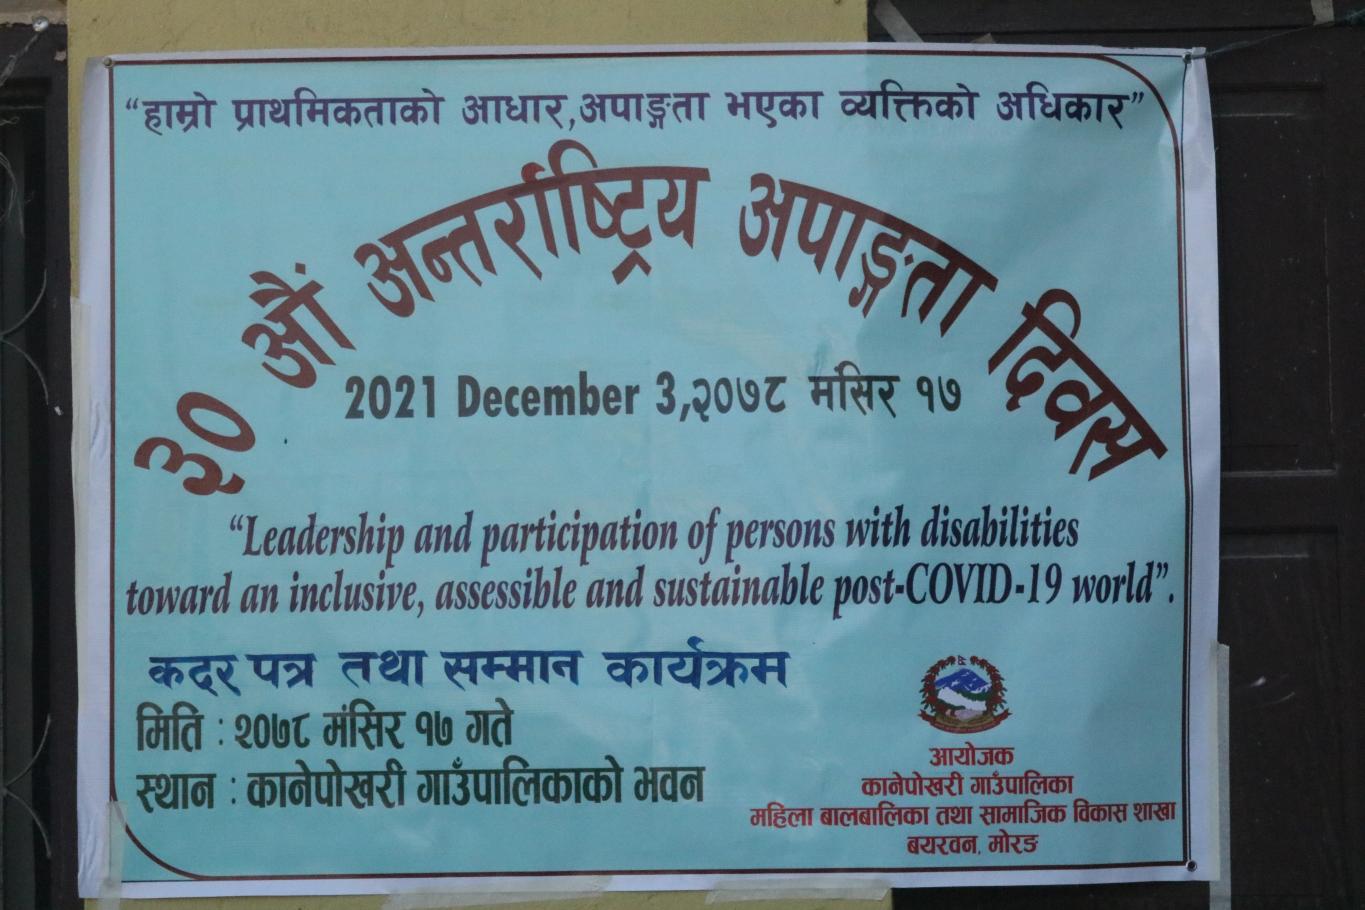 “हाम्रो प्राथमिकताको आधार,अपाङ्गता भएका व्यक्तिको अधिकार”
३० औं अन्तर्राष्ट्रिय अपाङ्गता दिवस
2021 December 3,२०७८ मंसिर १७
“Leadership and participation of persons with disabilities
toward an inclusive, assessible and sustainable post-COVID-19 world”.
कदर पत्र तथा सम्मान कार्यक्रम
मिति : २०७८ मंसिर १७ गते
स्थान : कानेपोखरी गाउँपालिकाको भवन
आयोजक
कानेपोखरी गाउँपालिका
महिला बालबालिका तथा सामाजिक विकास शाखा
बयरवन, मोरङ